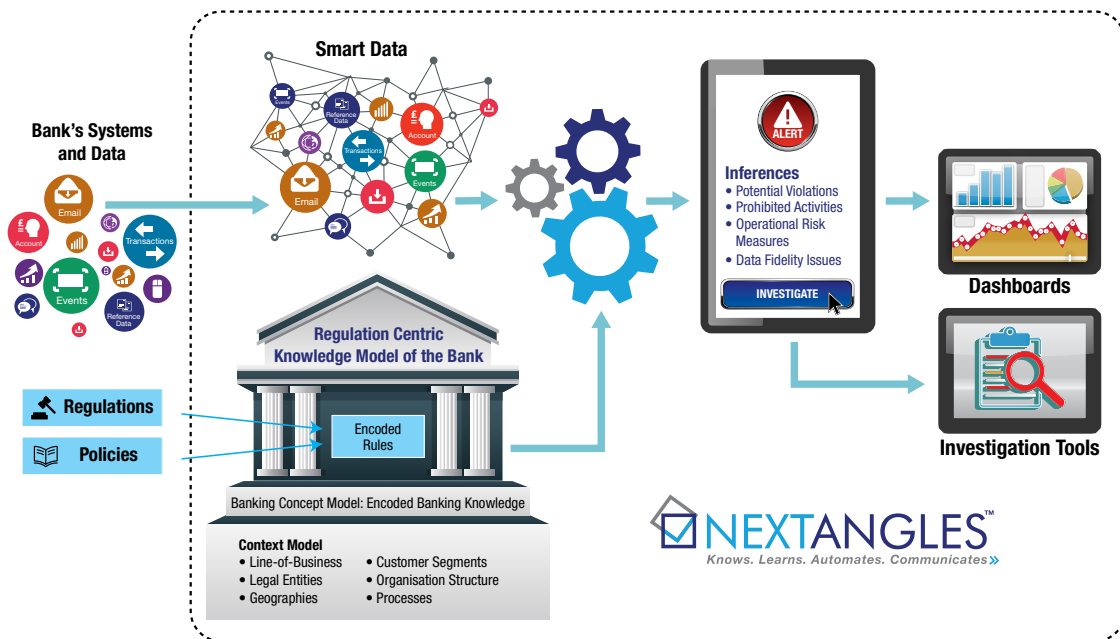 Smart Data
Events
Reference
Data
£
Account
Transactions
Events
Email
Bank's Systems
and Data
Email
£
Account
Transactions
Events
Reference
Data
Regulation Centric
Knowledge Model of the Bank
Regulations
Policies
Encoded
Rules
Banking Concept Model: Encoded Banking Knowledge
Context Model
• Line-of-Business
• Legal Entities
• Geographies
• Customer Segments
• Organisation Structure
• Processes
ALERT
Inferences
• Potential Violations
• Prohibited Activities
• Operational Risk
Measures
• Data Fidelity Issues
INVESTIGATE
Dashboards
Investigation Tools
NEXTANGLES™
Knows. Learns. Automates. Communicates»